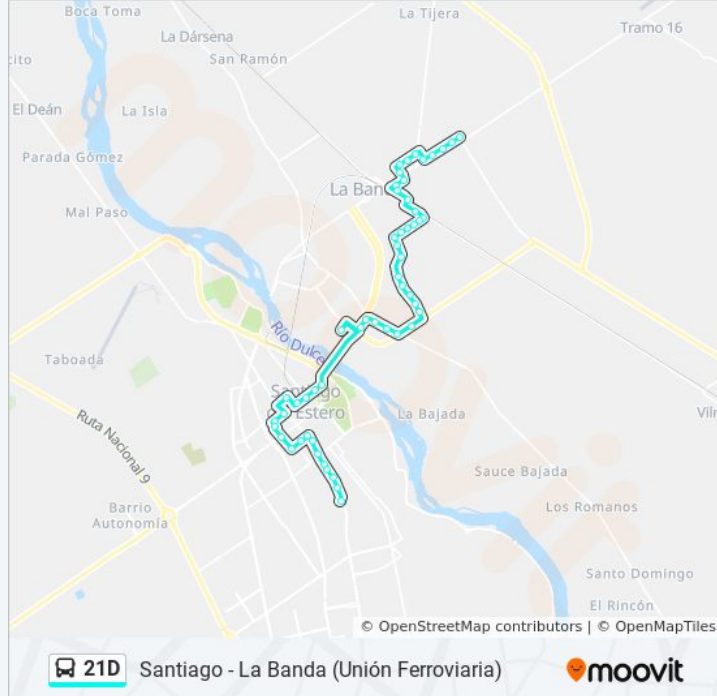 Boca Toma
La Tijera
Tramo 16
La Dársena
cito
San Ramón
El Deán
La Isla
Parada Gómez
La Ban
Mal Paso
Río Dulce
Taboada
Santiago
Estero
La Bajada
Viln
Ruta Nacional 9
Sauce Bajada
Barrio
Autonomía
Los Romanos
Santo Domingo
El Rincón
© OpenStreetMap contributors | © OpenMapTiles
21D Santiago - La Banda (Unión Ferroviaria) moovit